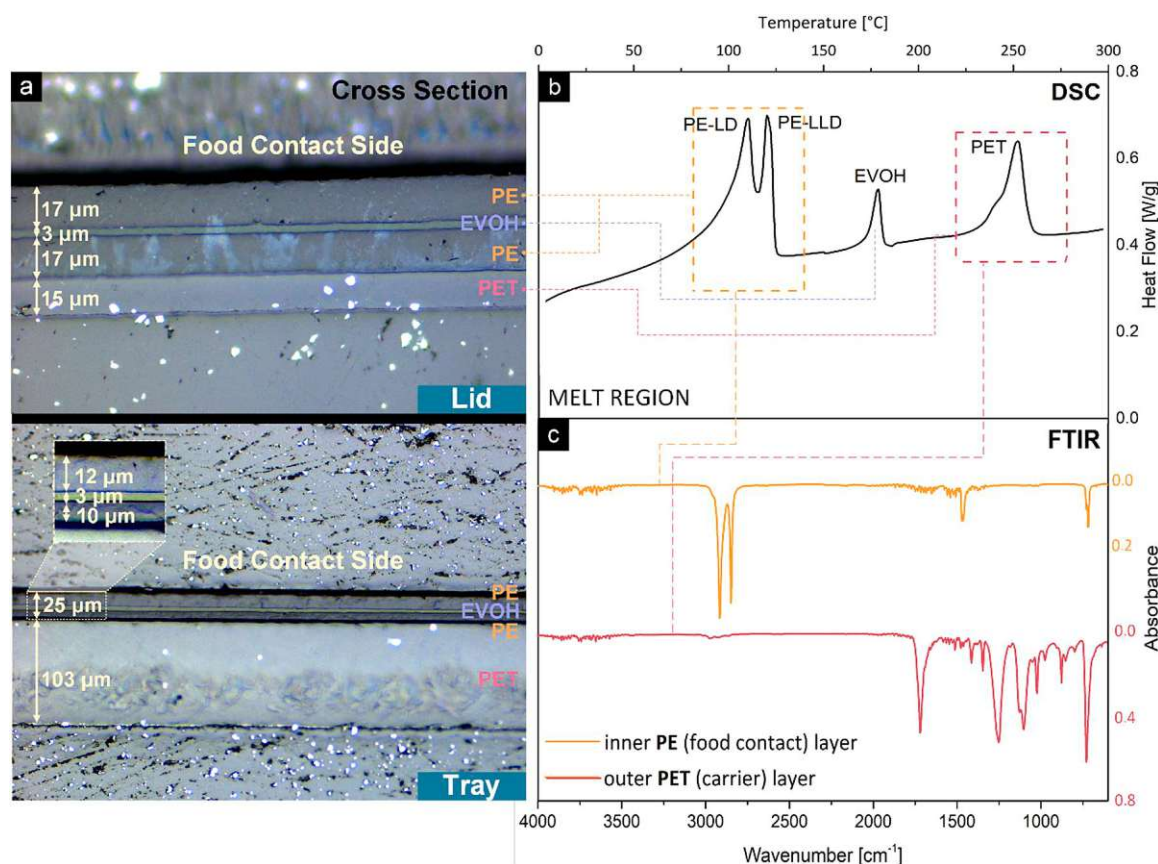 a
Cross Section
Food Contact Side
17 µm
3 µm
17 µm
15 µm
PE
EVOH
PE
PET
Lid
12 µm
3 µm
10 µm
Food Contact Side
25 µm
103 µm
PE
EVOH
PE
PET
Tray
Temperature [°C]
0 50 100 150 200 250 300
b
DSC
PE-LD
PE-LLD
EVOH
PET
MELT REGION
0.8
0.6
0.4
0.2
0.0
Heat Flow [W/g]
c
FTIR
0.0
0.2
0.0
0.4
0.8
Absorbance
inner PE (food contact) layer
outer PET (carrier) layer
4000 3500 3000 2500 2000 1500 1000
Wavenumber [cm⁻¹]